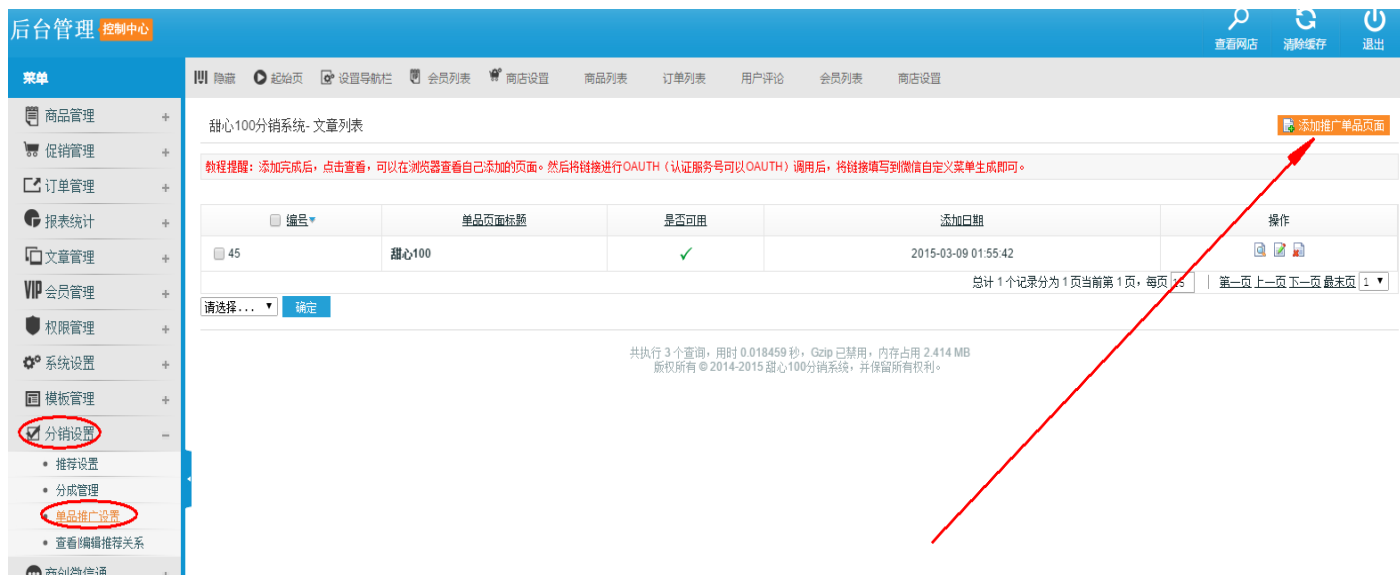 后台管理 控制中心
查看网店 清除缓存 退出
菜单
隐藏 起始页 设置导航栏 会员列表 商店设置 商品列表 订单列表 用户评论 会员列表 商店设置
商品管理 +
促销管理 +
订单管理 +
报表统计 +
文章管理 +
VIP 会员管理 +
权限管理 +
系统设置 +
模板管理 +
分销设置 −
• 推荐设置
• 分成管理
• 单品推广设置
• 查看/编辑推荐关系
商创微信通 +
甜心100分销系统- 文章列表
添加推广单品页面
教程提醒：添加完成后，点击查看，可以在浏览器查看自己添加的页面。然后将链接进行OAUTH（认证服务号可以OAUTH）调用后，将链接填写到微信自定义菜单生成即可。
编号 单品页面标题 是否可用 添加日期 操作
45 甜心100 2015-03-09 01:55:42
总计 1 个记录分为 1 页当前第 1 页，每页 15 | 第一页 上一页 下一页 最末页 1
请选择... 确定
共执行 3 个查询，用时 0.018459 秒，Gzip 已禁用，内存占用 2.414 MB
版权所有 © 2014-2015 甜心100分销系统，并保留所有权利。